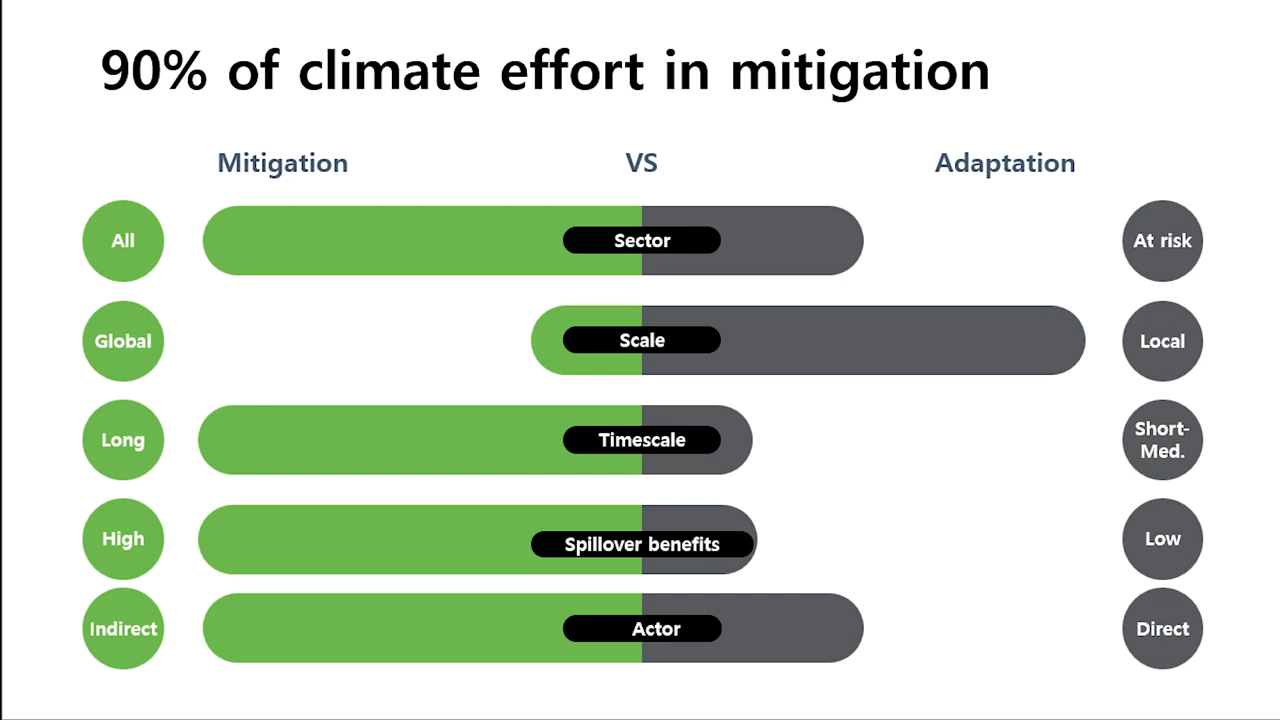 90% of climate effort in mitigation
Mitigation VS Adaptation
All Sector At risk
Global Scale Local
Long Timescale Short-
Med.
High Spillover benefits Low
Indirect Actor Direct